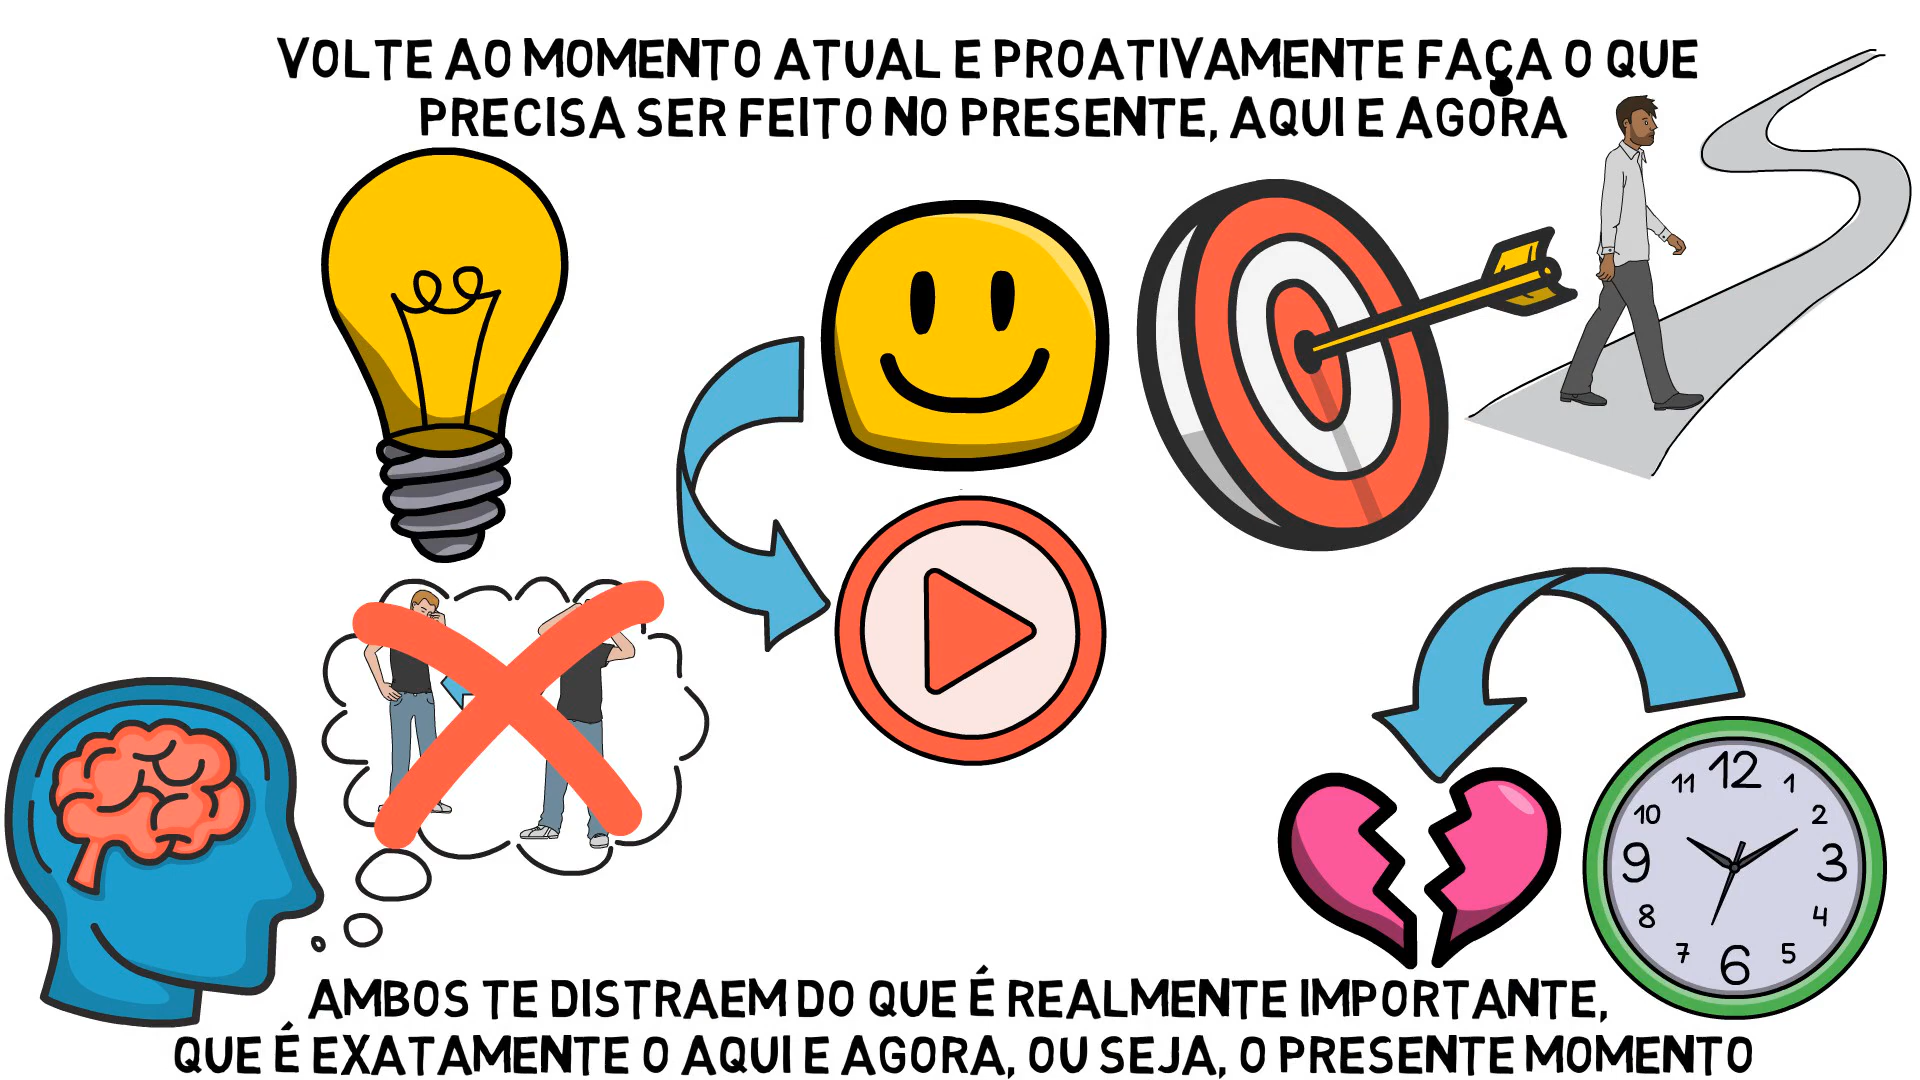 VOLTE AO MOMENTO ATUAL E PROATIVAMENTE FAÇA O QUE
PRECISA SER FEITO NO PRESENTE, AQUI E AGORA
12
11 1
10 2
9 3
8 4
7 5
6
AMBOS TE DISTRAEM DO QUE É REALMENTE IMPORTANTE,
QUE É EXATAMENTE O AQUI E AGORA, OU SEJA, O PRESENTE MOMENTO